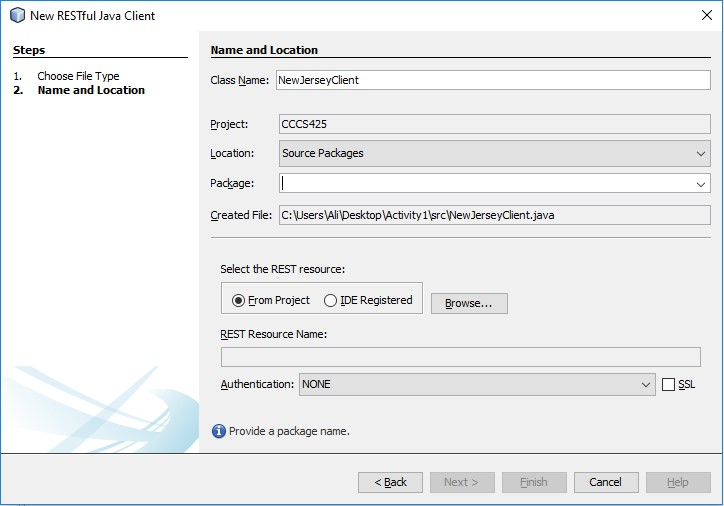 New RESTful Java Client
Steps
1. Choose File Type
2. Name and Location
Name and Location
Class Name: NewJerseyClient
Project: CCCS425
Location: Source Packages
Package:
Created File: C:\Users\Ali\Desktop\Activity1\src\NewJerseyClient.java
Select the REST resource:
From Project IDE Registered Browse...
REST Resource Name:
Authentication: NONE SSL
Provide a package name.
< Back Next > Finish Cancel Help